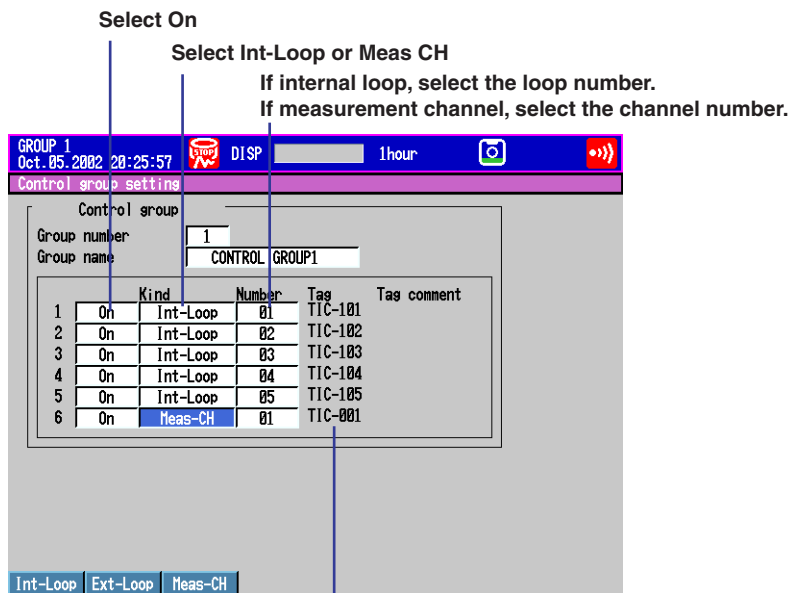 Select On
Select Int-Loop or Meas CH
If internal loop, select the loop number.
If measurement channel, select the channel number.
GROUP 1
Oct.05.2002 20:25:57
STOP
DISP
1hour
Control group setting
Control group
Group number 1
Group name CONTROL GROUP1
Kind Number Tag Tag comment
1 On Int-Loop 01 TIC-101
2 On Int-Loop 02 TIC-102
3 On Int-Loop 03 TIC-103
4 On Int-Loop 04 TIC-104
5 On Int-Loop 05 TIC-105
6 On Meas-CH 01 TIC-001
Int-Loop Ext-Loop Meas-CH